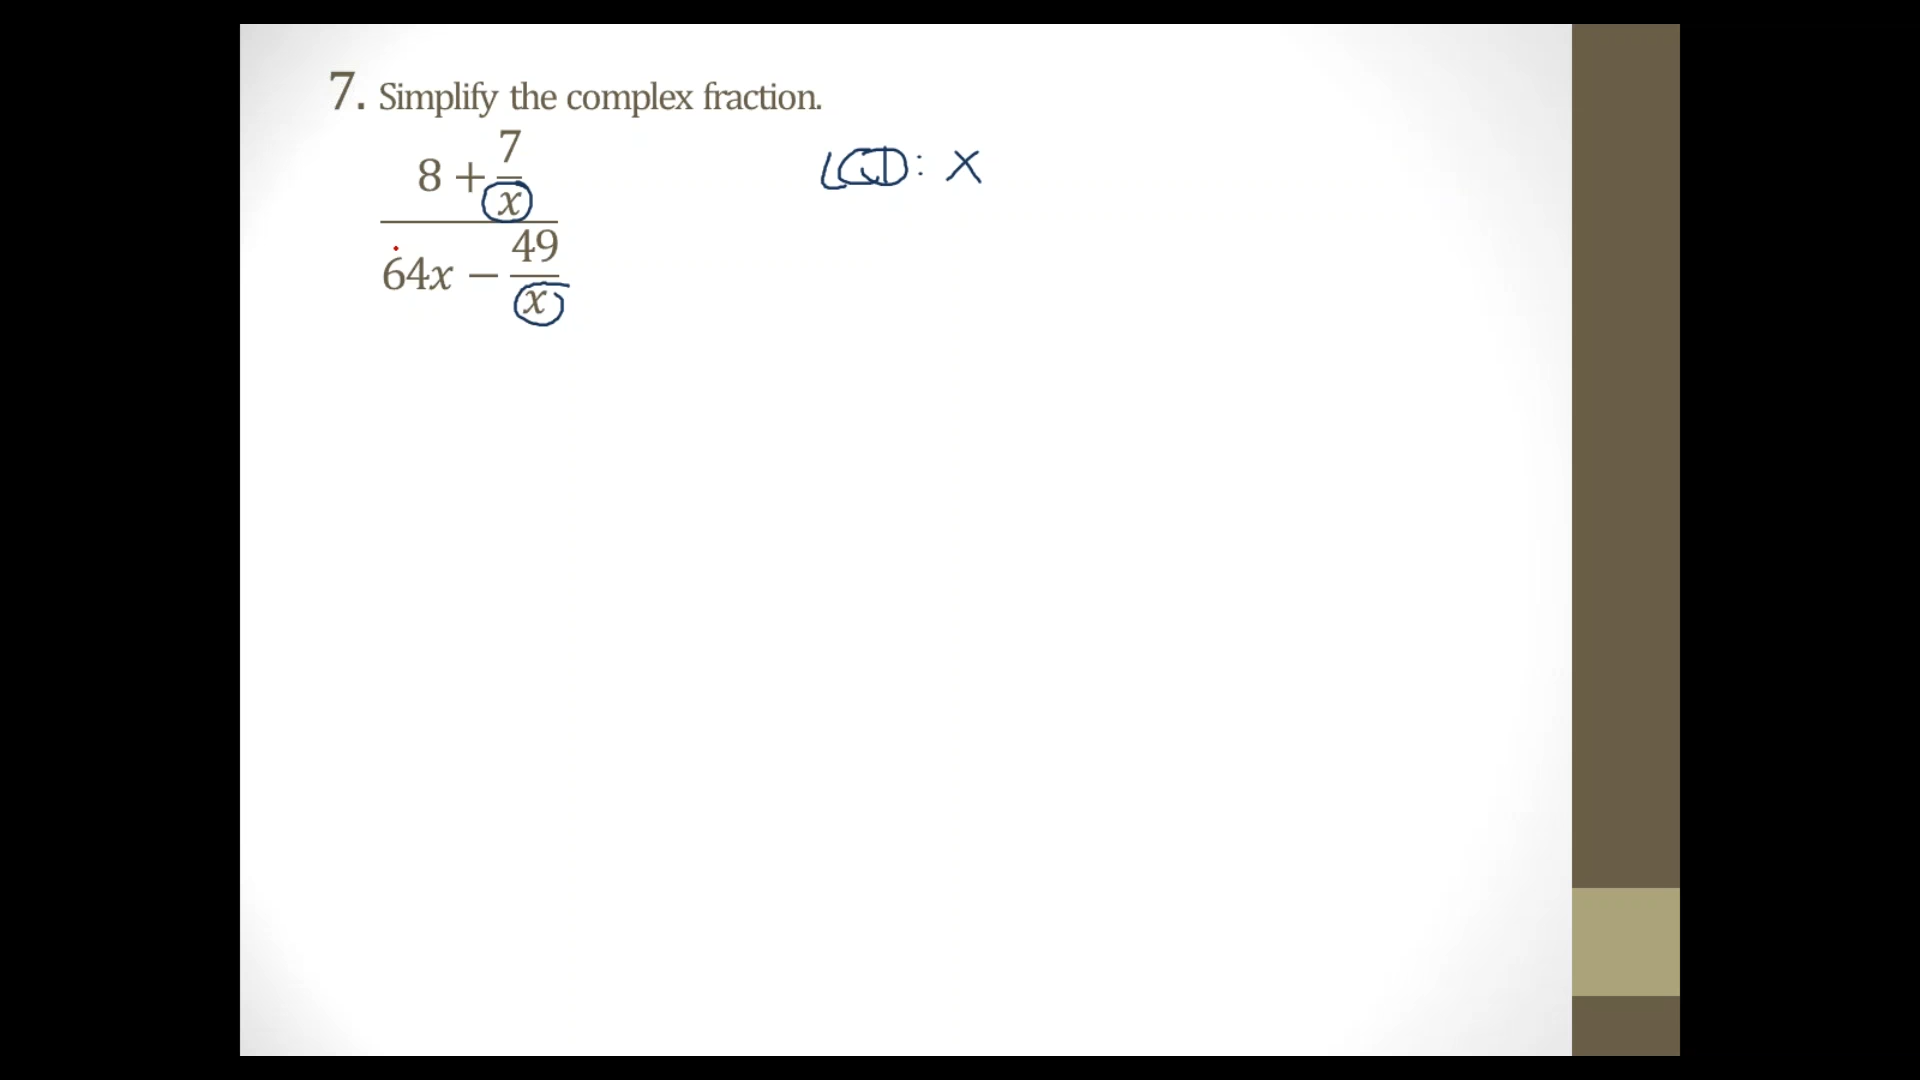 7. Simplify the complex fraction.
LCD: X
7
8 +
x
49
64x −
x